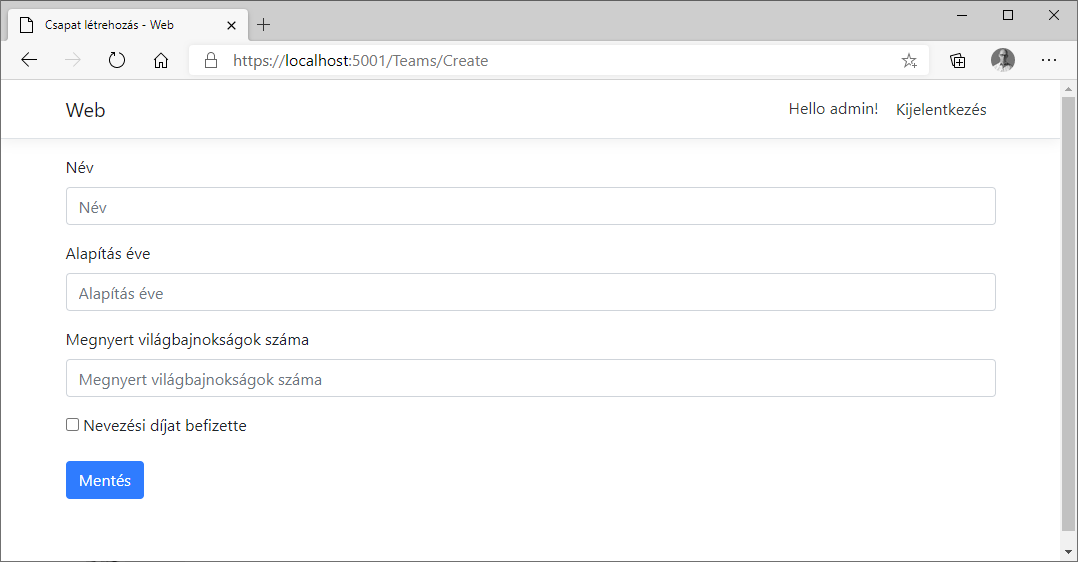 Csapat létrehozás - Web
https://localhost:5001/Teams/Create
Web Hello admin! Kijelentkezés
Név
Név
Alapítás éve
Alapítás éve
Megnyert világbajnokságok száma
Megnyert világbajnokságok száma
Nevezési díjat befizette
Mentés